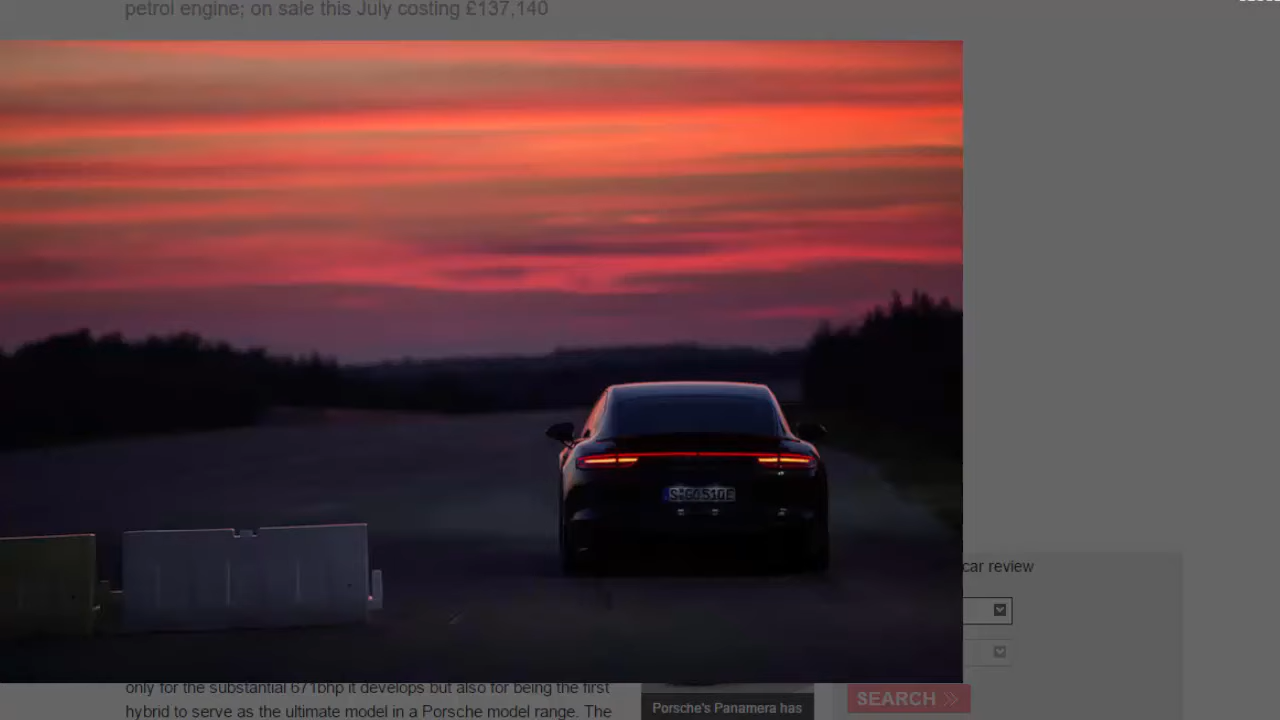 petrol engine; on sale this July costing £137,140
car review
only for the substantial 671bhp it develops but also for being the first
hybrid to serve as the ultimate model in a Porsche model range. The
Porsche's Panamera has
SEARCH